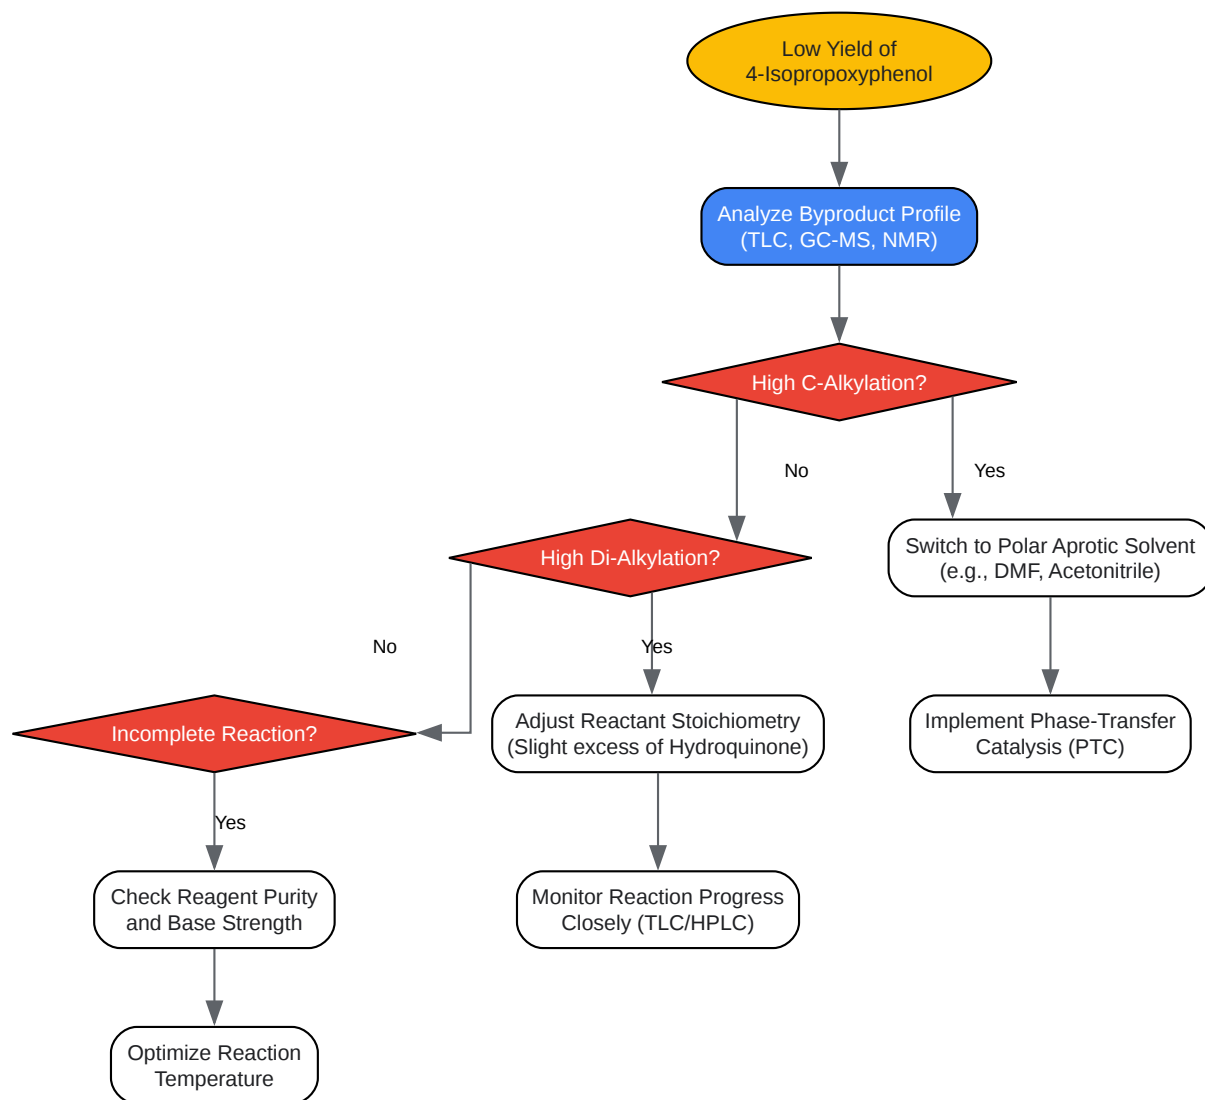 Low Yield of
4-Isopropoxyphenol
Analyze Byproduct Profile
(TLC, GC-MS, NMR)
High C-Alkylation?
No
Yes
High Di-Alkylation?
Switch to Polar Aprotic Solvent
(e.g., DMF, Acetonitrile)
No
Yes
Incomplete Reaction?
Adjust Reactant Stoichiometry
(Slight excess of Hydroquinone)
Implement Phase-Transfer
Catalysis (PTC)
Yes
Check Reagent Purity
and Base Strength
Monitor Reaction Progress
Closely (TLC/HPLC)
Optimize Reaction
Temperature